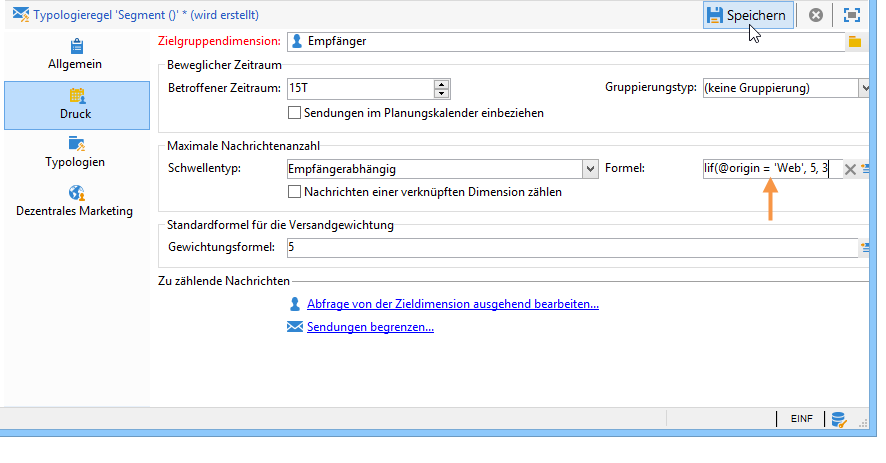 Typologieregel 'Segment ()' * (wird erstellt)
Speichern
Allgemein
Druck
Typologien
Dezentrales Marketing
Zielgruppendimension: Empfänger
Beweglicher Zeitraum
Betroffener Zeitraum: 15T Gruppierungstyp: (keine Gruppierung)
Sendungen im Planungskalender einbeziehen
Maximale Nachrichtenanzahl
Schwellentyp: Empfängerabhängig Formel: Iif(@origin = 'Web', 5, 3
Nachrichten einer verknüpften Dimension zählen
Standardformel für die Versandgewichtung
Gewichtungsformel: 5
Zu zählende Nachrichten
Abfrage von der Zieldimension ausgehend bearbeiten...
Sendungen begrenzen...
EINF